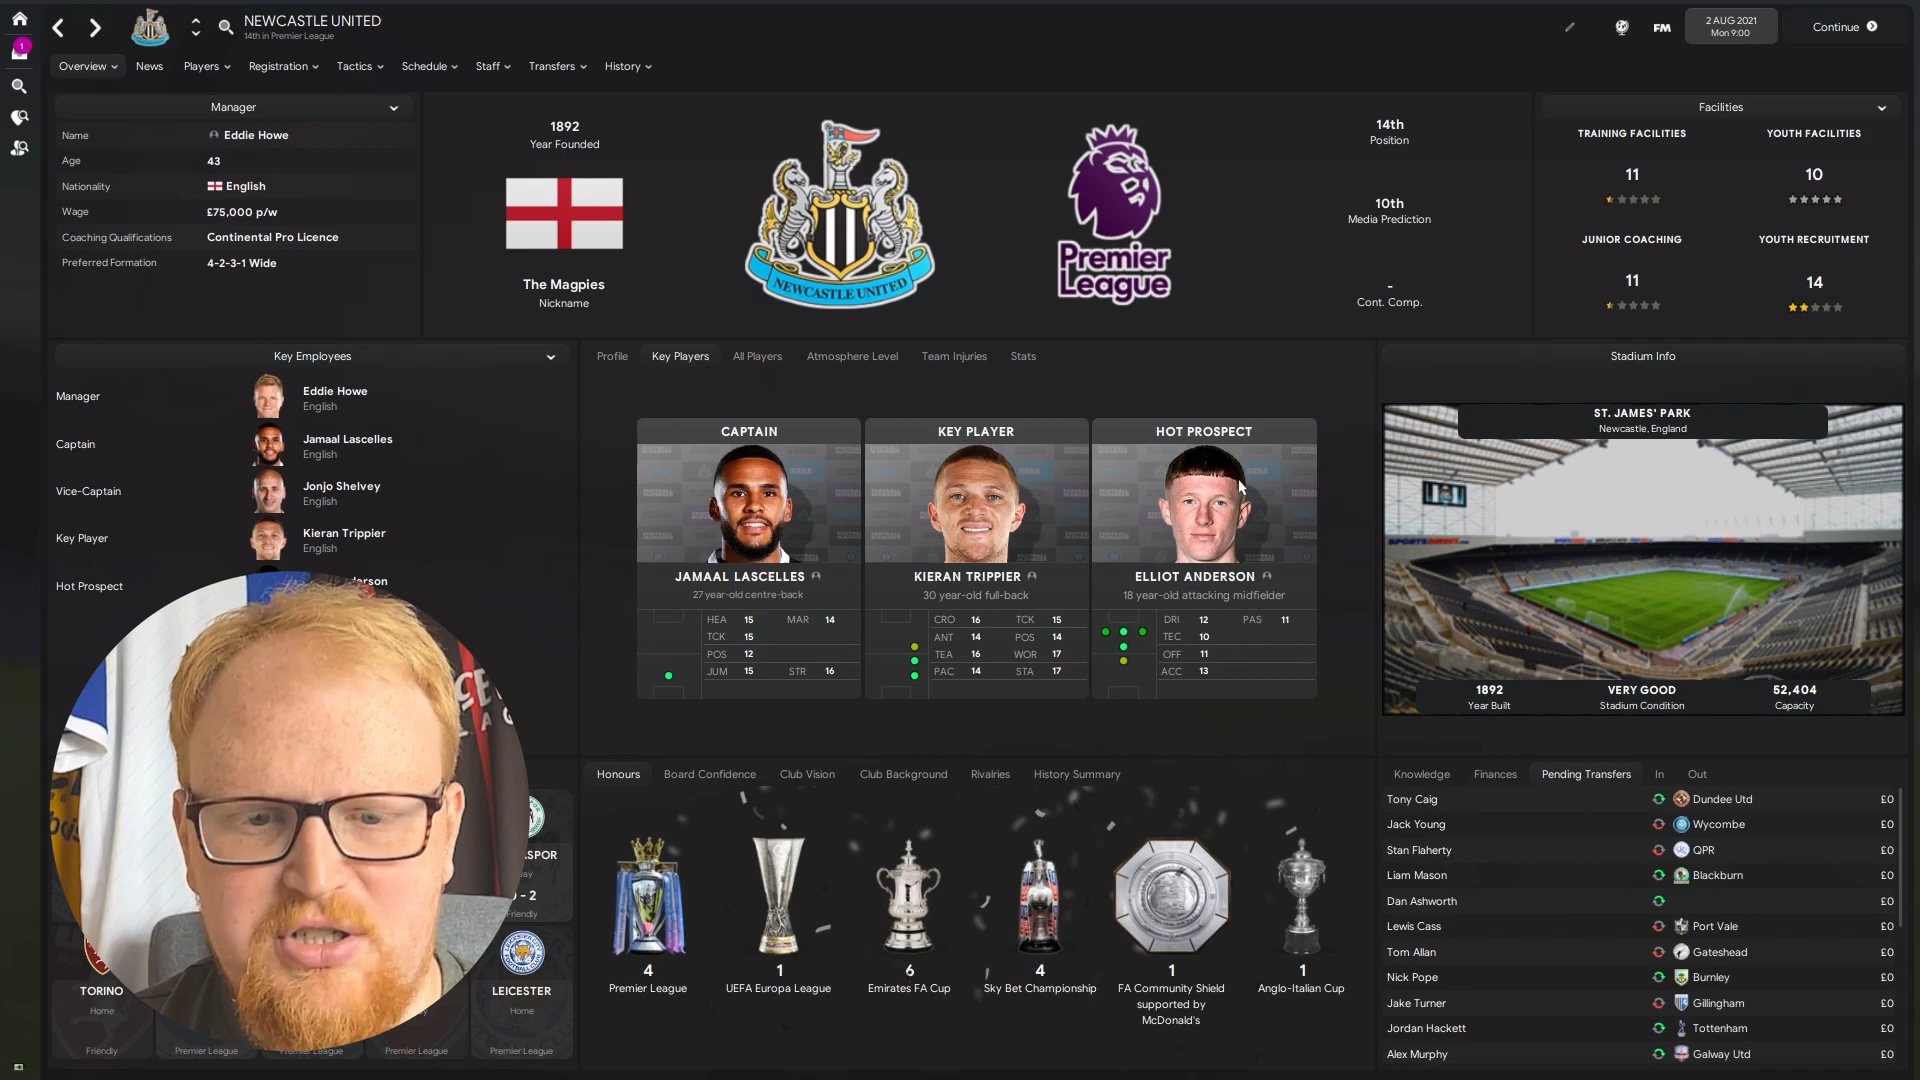 NEWCASTLE UNITED
14th in Premier League
2 AUG 2021
Mon 9:00
Continue
FM
1
Overview
News
Players
Registration
Tactics
Schedule
Staff
Transfers
History
Manager
Name
Eddie Howe
Age
43
Nationality
English
Wage
£75,000 p/w
Coaching Qualifications
Continental Pro Licence
Preferred Formation
4-2-3-1 Wide
1892
Year Founded
The Magpies
Nickname
NEWCASTLE UNITED
Premier
League
14th
Position
10th
Media Prediction
-
Cont. Comp.
Facilities
TRAINING FACILITIES
YOUTH FACILITIES
11
10
JUNIOR COACHING
YOUTH RECRUITMENT
11
14
Key Employees
Manager
Eddie Howe
English
Captain
Jamaal Lascelles
English
Vice-Captain
Jonjo Shelvey
English
Key Player
Kieran Trippier
English
Hot Prospect
Profile
Key Players
All Players
Atmosphere Level
Team Injuries
Stats
CAPTAIN
JAMAAL LASCELLES
27 year-old centre-back
HEA 15 MAR 14
TCK 15
POS 12
JUM 15 STR 16
KEY PLAYER
KIERAN TRIPPIER
30 year-old full-back
CRO 16 TCK 15
ANT 14 POS 14
TEA 16 WOR 17
PAC 14 STA 17
HOT PROSPECT
ELLIOT ANDERSON
18 year-old attacking midfielder
DRI 12 PAS 11
TEC 10
OFF 11
ACC 13
Stadium Info
ST. JAMES' PARK
Newcastle, England
SPORTSDIRECT
1892
Year Built
VERY GOOD
Stadium Condition
52,404
Capacity
- 2
TORINO
Home
Friendly
Premier League
Premier League
Premier League
LEICESTER
Home
Premier League
Honours
Board Confidence
Club Vision
Club Background
Rivalries
History Summary
4
Premier League
1
UEFA Europa League
6
Emirates FA Cup
4
Sky Bet Championship
1
FA Community Shield
supported by
McDonald's
1
Anglo-Italian Cup
Knowledge
Finances
Pending Transfers
In
Out
Tony Caig Dundee Utd £0
Jack Young Wycombe £0
Stan Flaherty QPR £0
Liam Mason Blackburn £0
Dan Ashworth
Lewis Cass Port Vale £0
Tom Allan Gateshead £0
Nick Pope Burnley £0
Jake Turner Gillingham £0
Jordan Hackett Tottenham £0
Alex Murphy Galway Utd £0